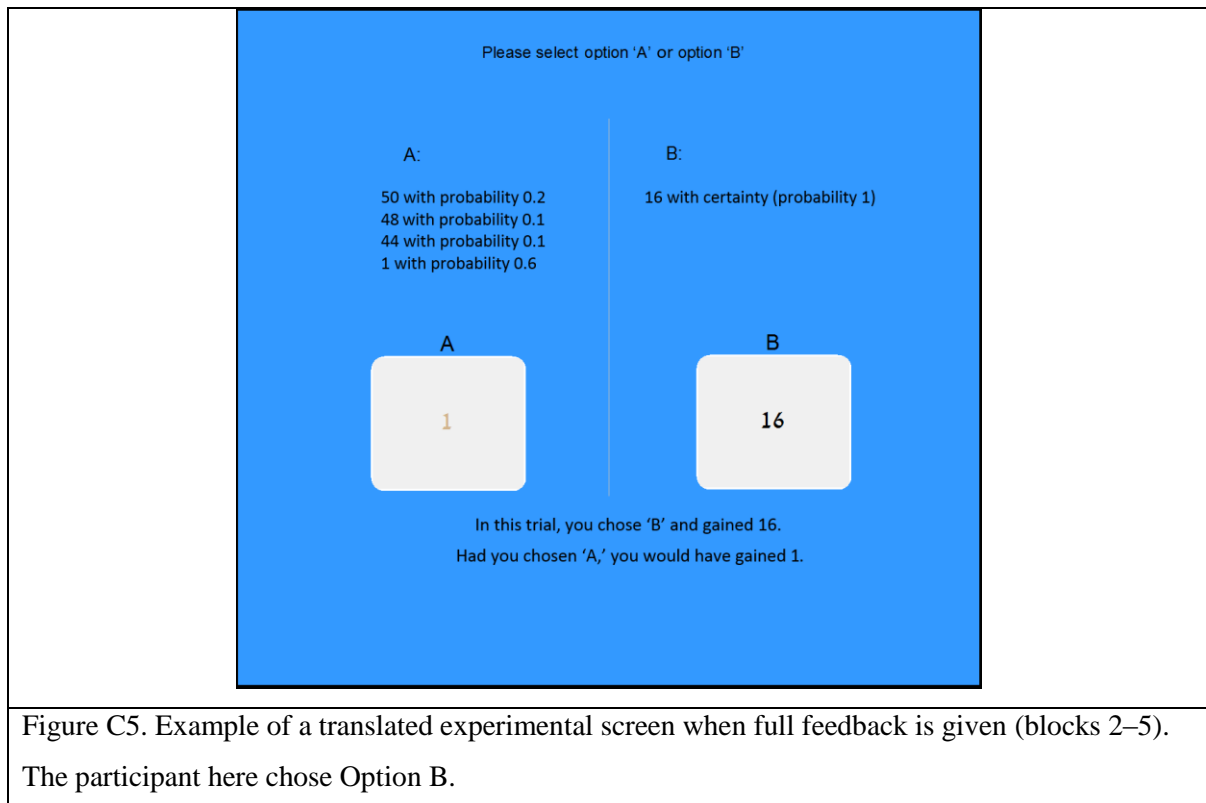 Please select option ‘A’ or option ‘B’
A:
50 with probability 0.2
48 with probability 0.1
44 with probability 0.1
1 with probability 0.6
B:
16 with certainty (probability 1)
A
1
B
16
In this trial, you chose ‘B’ and gained 16.
Had you chosen ‘A,’ you would have gained 1.
Figure C5. Example of a translated experimental screen when full feedback is given (blocks 2–5).
The participant here chose Option B.